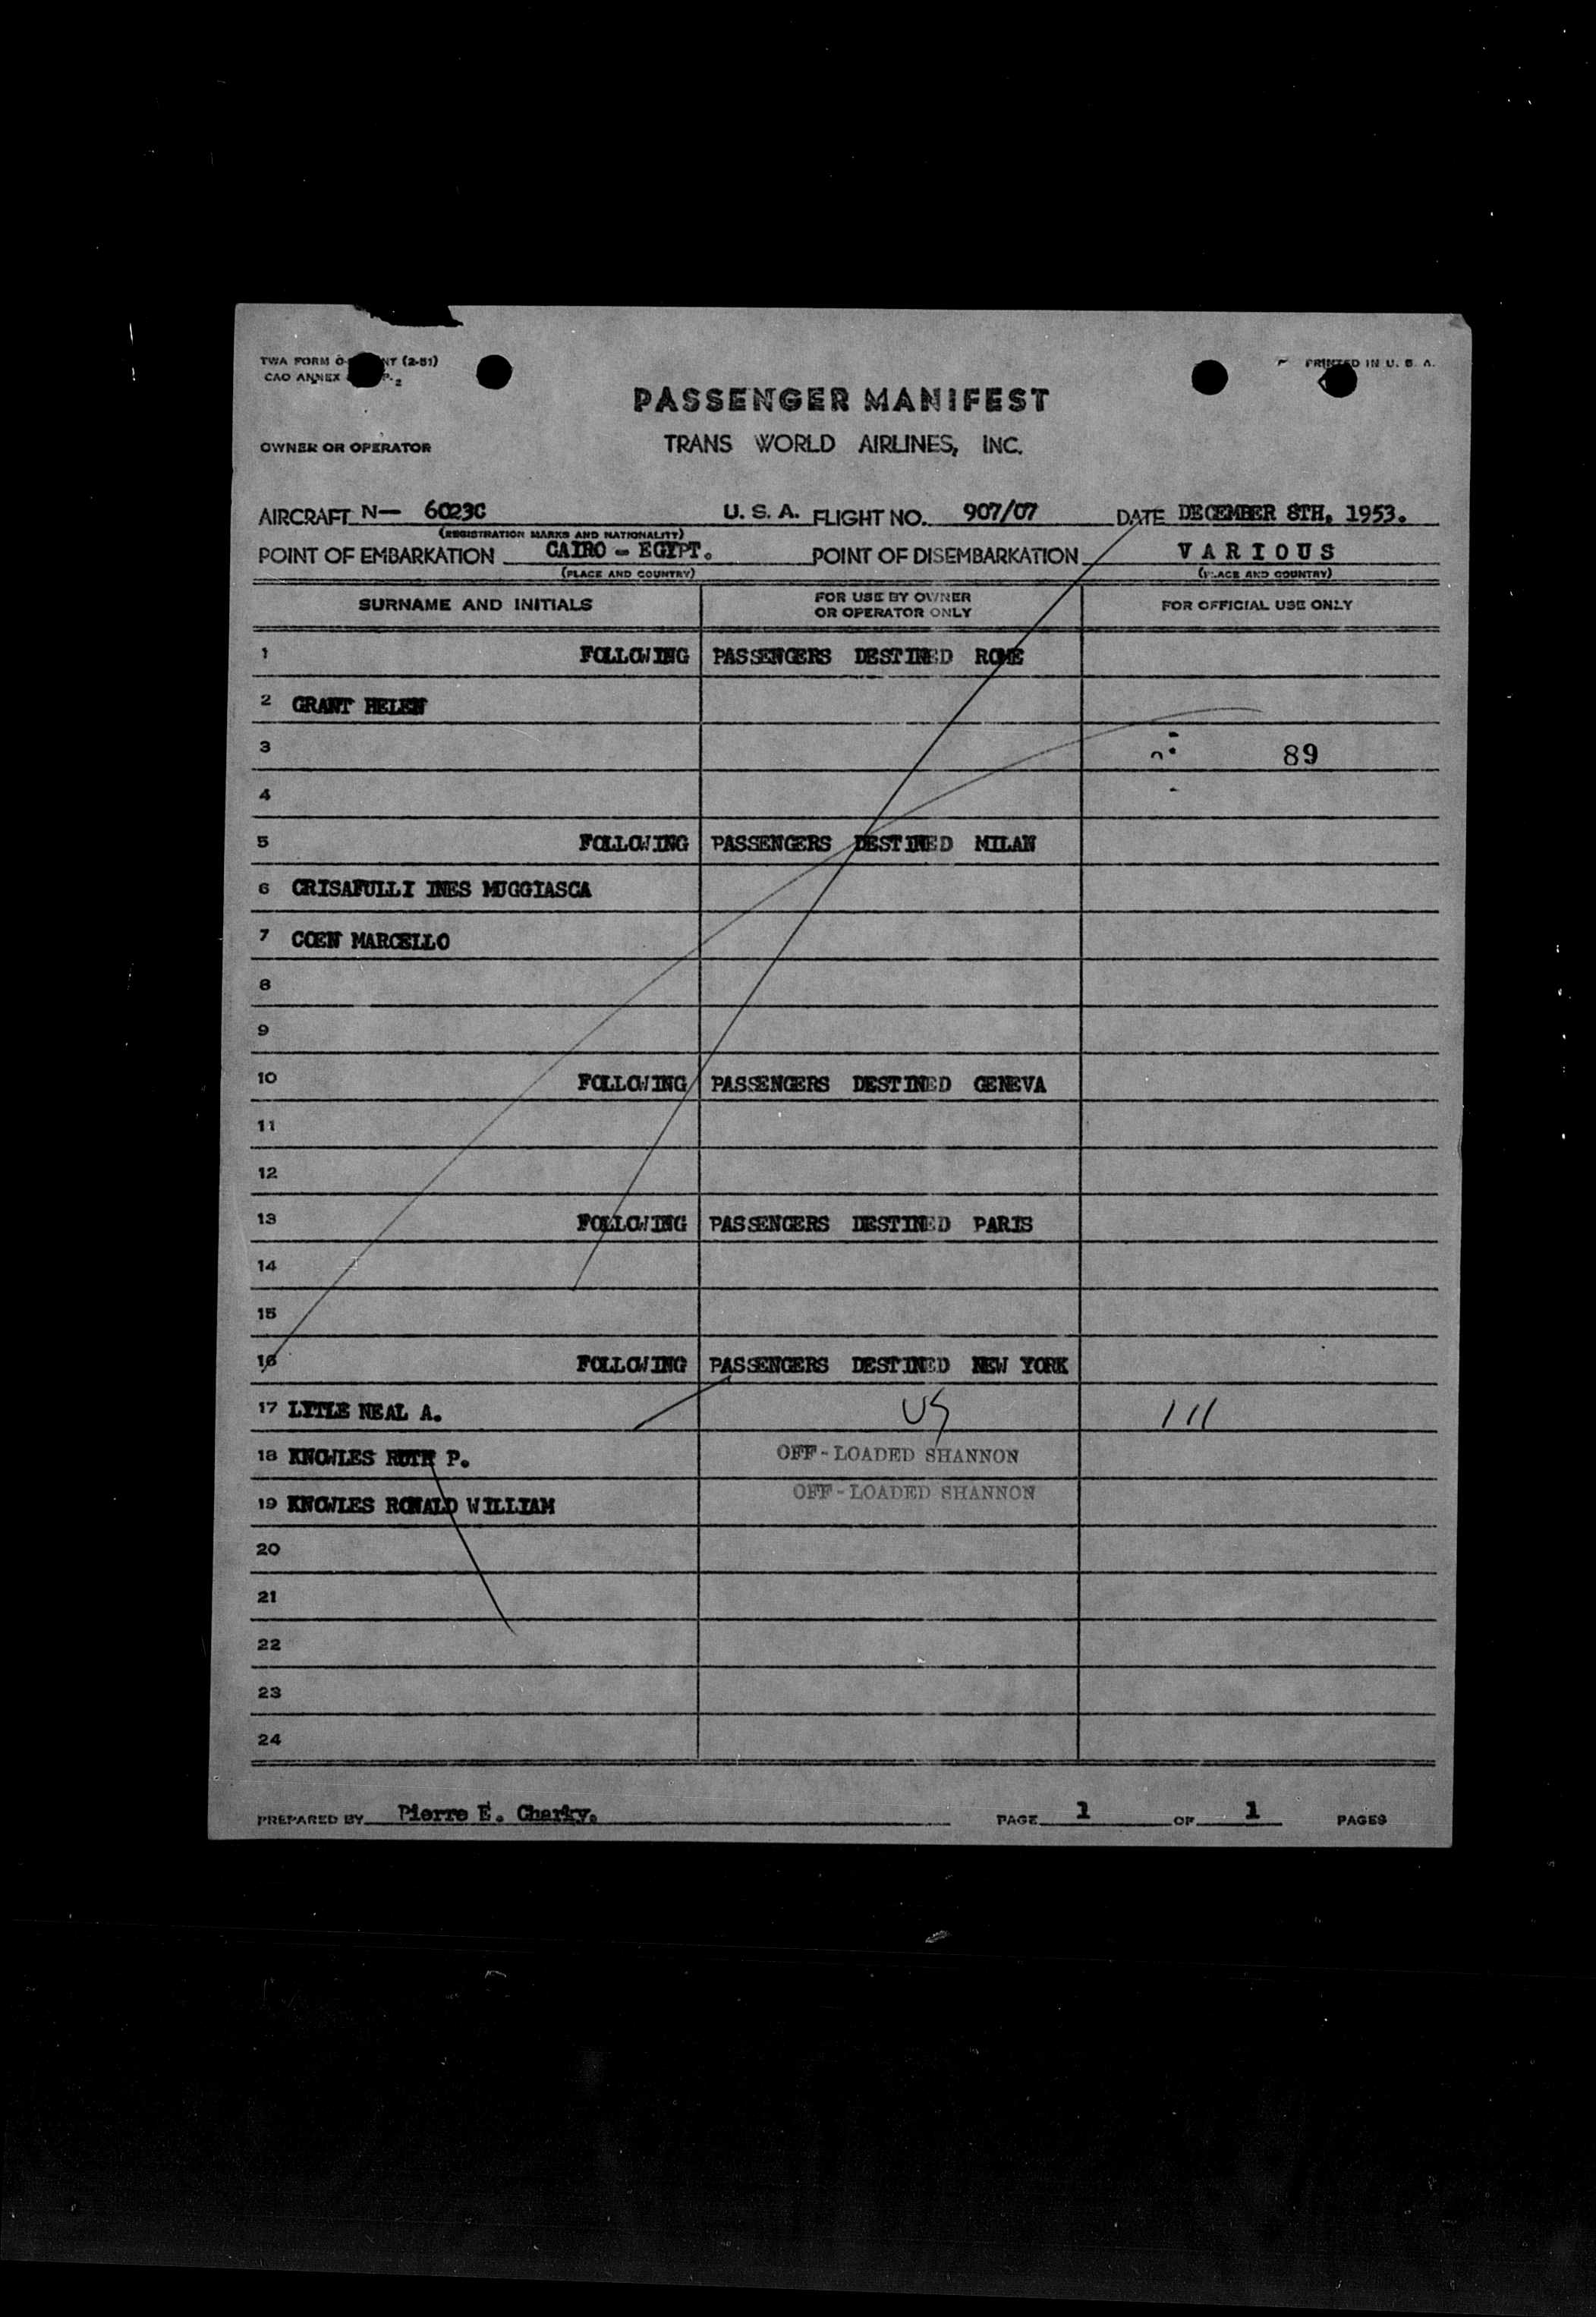 TWA FORM O- NT (2-51)
CAO ANNEX P-2
PRINTED IN U. S. A.
PASSENGER MANIFEST
OWNER OR OPERATOR
TRANS WORLD AIRLINES, INC.
AIRCRAFT N— 6023C U. S. A. FLIGHT NO. 907/07 DATE DECEMBER 8TH, 1953.
(REGISTRATION MARKS AND NATIONALITY)
POINT OF EMBARKATION CAIRO - EGYPT. POINT OF DISEMBARKATION VARIOUS
(PLACE AND COUNTRY) (PLACE AND COUNTRY)
SURNAME AND INITIALS
FOR USE BY OWNER
OR OPERATOR ONLY
FOR OFFICIAL USE ONLY
1 FOLLOWING PASSENGERS DESTINED ROME
2 GRANT HELEN
3 89
4
5 FOLLOWING PASSENGERS DESTINED MILAN
6 CRISAFULLI INES MUGGIASCA
7 COEN MARCELLO
8
9
10 FOLLOWING PASSENGERS DESTINED GENEVA
11
12
13 FOLLOWING PASSENGERS DESTINED PARIS
14
15
16 FOLLOWING PASSENGERS DESTINED NEW YORK
17 LYTLE NEAL A. US 111
18 KNOWLES RUTH P. OFF-LOADED SHANNON
19 KNOWLES RONALD WILLIAM OFF-LOADED SHANNON
20
21
22
23
24
PREPARED BY Pierre E. Charky. PAGE 1 OF 1 PAGES